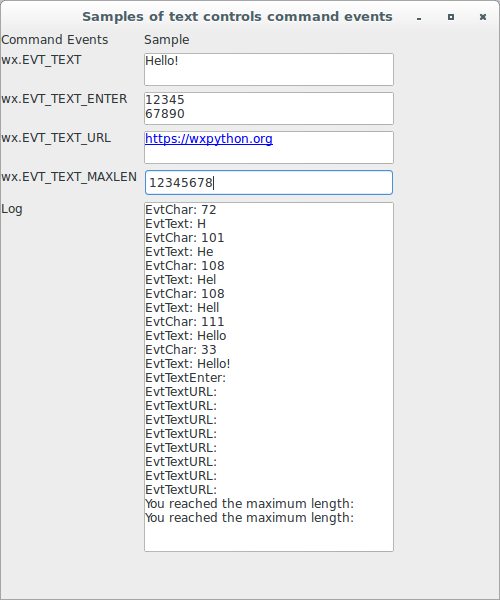 Samples of text controls command events
Command Events Sample
wx.EVT_TEXT Hello!
wx.EVT_TEXT_ENTER 12345
67890
wx.EVT_TEXT_URL https://wxpython.org
wx.EVT_TEXT_MAXLEN 12345678
Log EvtChar: 72
EvtText: H
EvtChar: 101
EvtText: He
EvtChar: 108
EvtText: Hel
EvtChar: 108
EvtText: Hell
EvtChar: 111
EvtText: Hello
EvtChar: 33
EvtText: Hello!
EvtTextEnter:
EvtTextURL:
EvtTextURL:
EvtTextURL:
EvtTextURL:
EvtTextURL:
EvtTextURL:
EvtTextURL:
EvtTextURL:
You reached the maximum length:
You reached the maximum length: